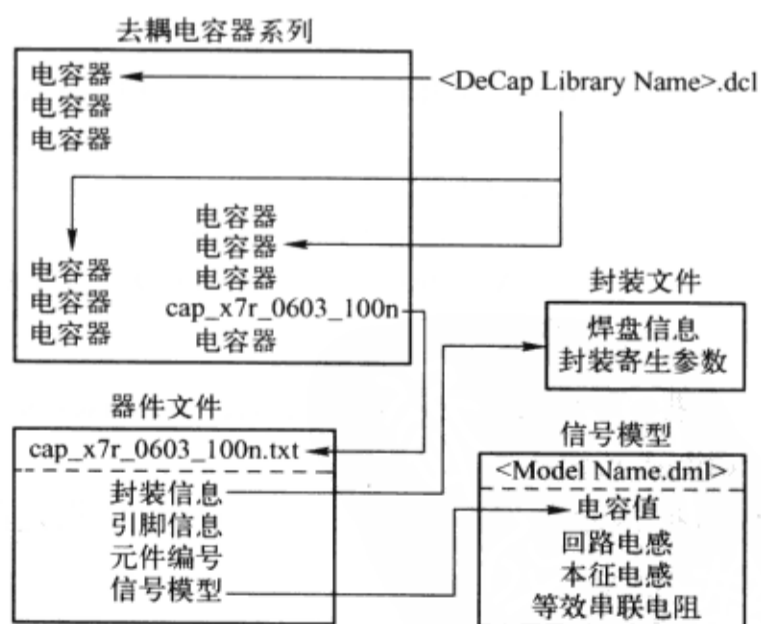 去耦电容器系列
电容器
电容器
电容器
<DeCap Library Name>.dcl
电容器
电容器
电容器
电容器
电容器
电容器
cap_x7r_0603_100n
电容器
封装文件
焊盘信息
封装寄生参数
器件文件
cap_x7r_0603_100n.txt
封装信息
引脚信息
元件编号
信号模型
信号模型
<Model Name.dml>
电容值
回路电感
本征电感
等效串联电阻